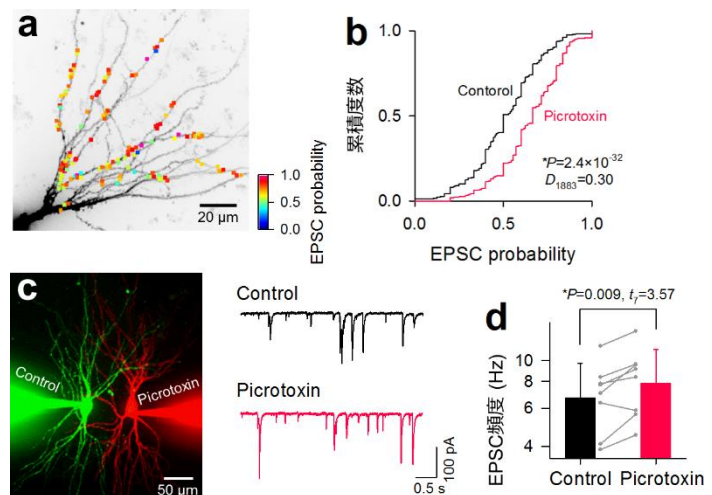 a
1.0
0.5
0.0
EPSC probability
20 μm
b
累積度数
1.0
0.5
0.0
Contorol
Picrotoxin
*P=2.4×10⁻³²
D₁₈₈₃=0.30
0.0
0.5
1.0
EPSC probability
c
Control
Picrotoxin
50 μm
Control
Picrotoxin
100 pA
0.5 s
d
*P=0.009, t₇=3.57
EPSC頻度 (Hz)
10
8
6
4
Control Picrotoxin